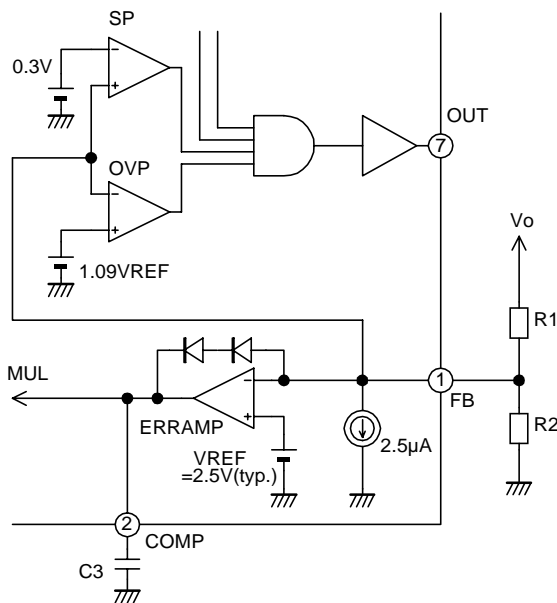 SP
0.3V
OUT
7
OVP
1.09VREF
Vo
R1
MUL
1
FB
ERRAMP
R2
2.5µA
VREF
=2.5V(typ.)
2
COMP
C3